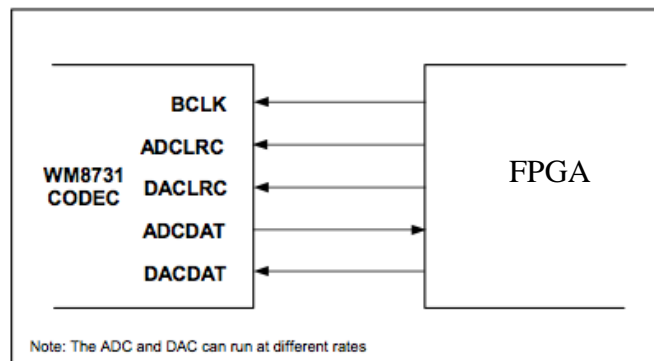 BCLK
ADCLRC
WM8731
CODEC
DACLRC
ADCDAT
DACDAT
FPGA
Note: The ADC and DAC can run at different rates